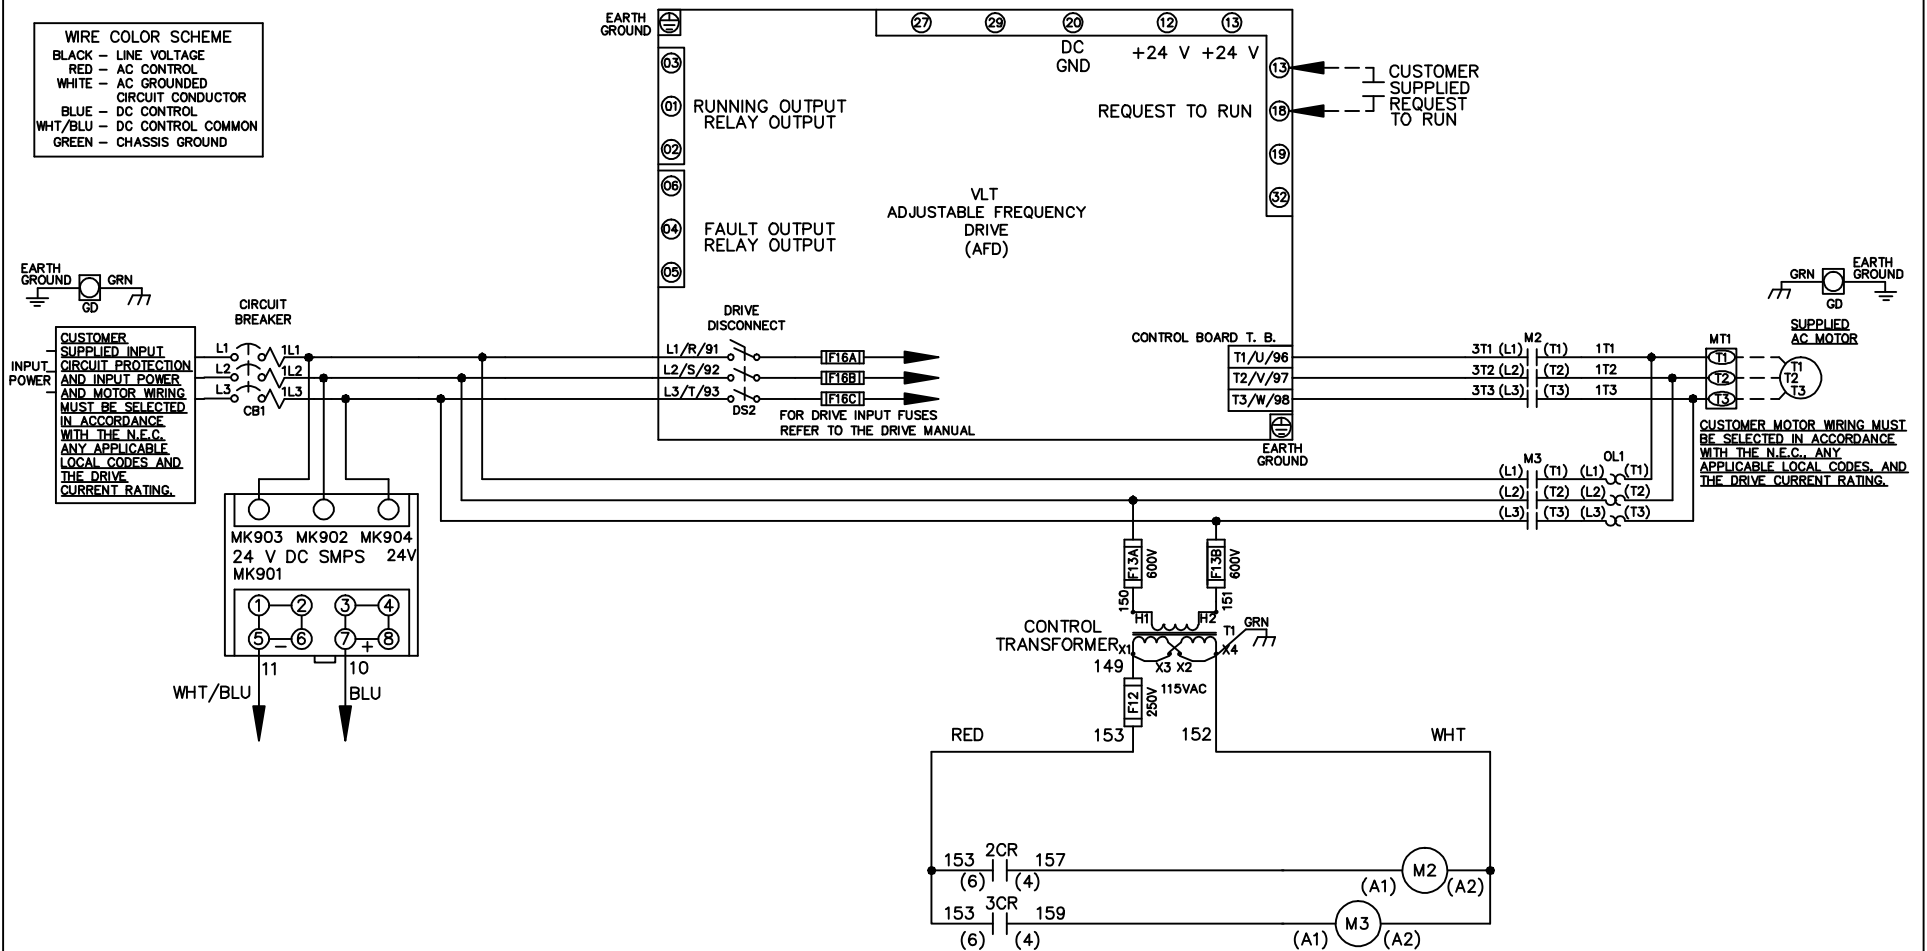 WIRE COLOR SCHEME
BLACK – LINE VOLTAGE
RED – AC CONTROL
WHITE – AC GROUNDED
CIRCUIT CONDUCTOR
BLUE – DC CONTROL
WHT/BLU – DC CONTROL COMMON
GREEN – CHASSIS GROUND
EARTH
GROUND
27
29
20
12
13
DC
GND
+24 V
+24 V
03
01
02
RUNNING OUTPUT
RELAY OUTPUT
06
04
05
FAULT OUTPUT
RELAY OUTPUT
13
18
19
32
REQUEST TO RUN
CUSTOMER
SUPPLIED
REQUEST
TO RUN
VLT
ADJUSTABLE FREQUENCY
DRIVE
(AFD)
EARTH
GROUND
GRN
GD
CUSTOMER
SUPPLIED INPUT
CIRCUIT PROTECTION
AND INPUT POWER
AND MOTOR WIRING
MUST BE SELECTED
IN ACCORDANCE
WITH THE N.E.C.
ANY APPLICABLE
LOCAL CODES AND
THE DRIVE
CURRENT RATING.
INPUT
POWER
CIRCUIT
BREAKER
L1
1L1
L2
1L2
L3
1L3
CB1
DRIVE
DISCONNECT
L1/R/91
L2/S/92
L3/T/93
DS2
F16A
F16B
F16C
FOR DRIVE INPUT FUSES
REFER TO THE DRIVE MANUAL
CONTROL BOARD T. B.
T1/U/96
T2/V/97
T3/W/98
EARTH
GROUND
M2
3T1 (L1) (T1) 1T1
3T2 (L2) (T2) 1T2
3T3 (L3) (T3) 1T3
MT1
T1
T2
T3
GRN
EARTH
GROUND
GD
SUPPLIED
AC MOTOR
T1
T2
T3
CUSTOMER MOTOR WIRING MUST
BE SELECTED IN ACCORDANCE
WITH THE N.E.C., ANY
APPLICABLE LOCAL CODES, AND
THE DRIVE CURRENT RATING.
M3
OL1
(L1) (T1) (L1) (T1)
(L2) (T2) (L2) (T2)
(L3) (T3) (L3) (T3)
MK903 MK902 MK904
24 V DC SMPS 24V
MK901
1
2
3
4
5
–
6
7
+
8
11
10
WHT/BLU
BLU
F13A
600V
F13B
600V
150
151
H1
H2
CONTROL
TRANSFORMER
T1
GRN
X1
X3 X2
X4
149
115VAC
F12
250V
RED
153
152
WHT
153
2CR
157
(6)
(4)
(A1)
M2
(A2)
153
3CR
159
(6)
(4)
(A1)
M3
(A2)